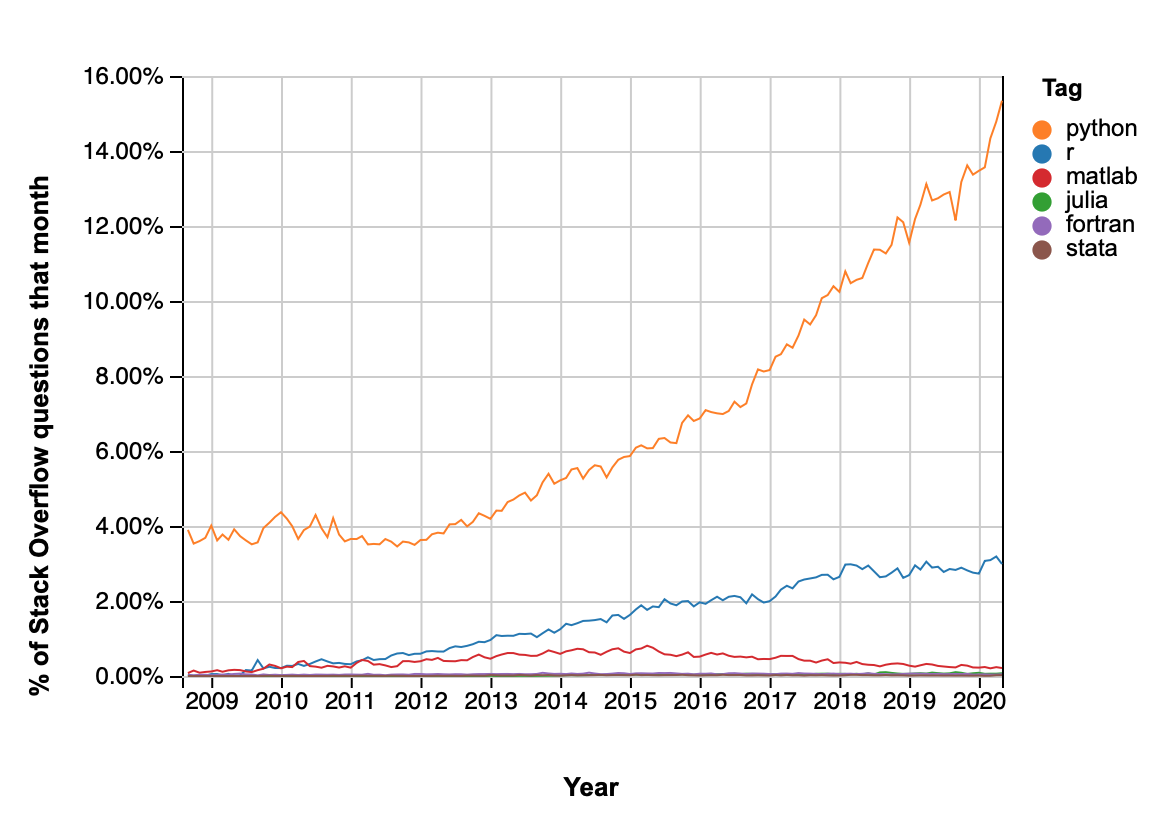 % of Stack Overflow questions that month
16.00%
14.00%
12.00%
10.00%
8.00%
6.00%
4.00%
2.00%
0.00%
2009 2010 2011 2012 2013 2014 2015 2016 2017 2018 2019 2020
Year
Tag
python
r
matlab
julia
fortran
stata